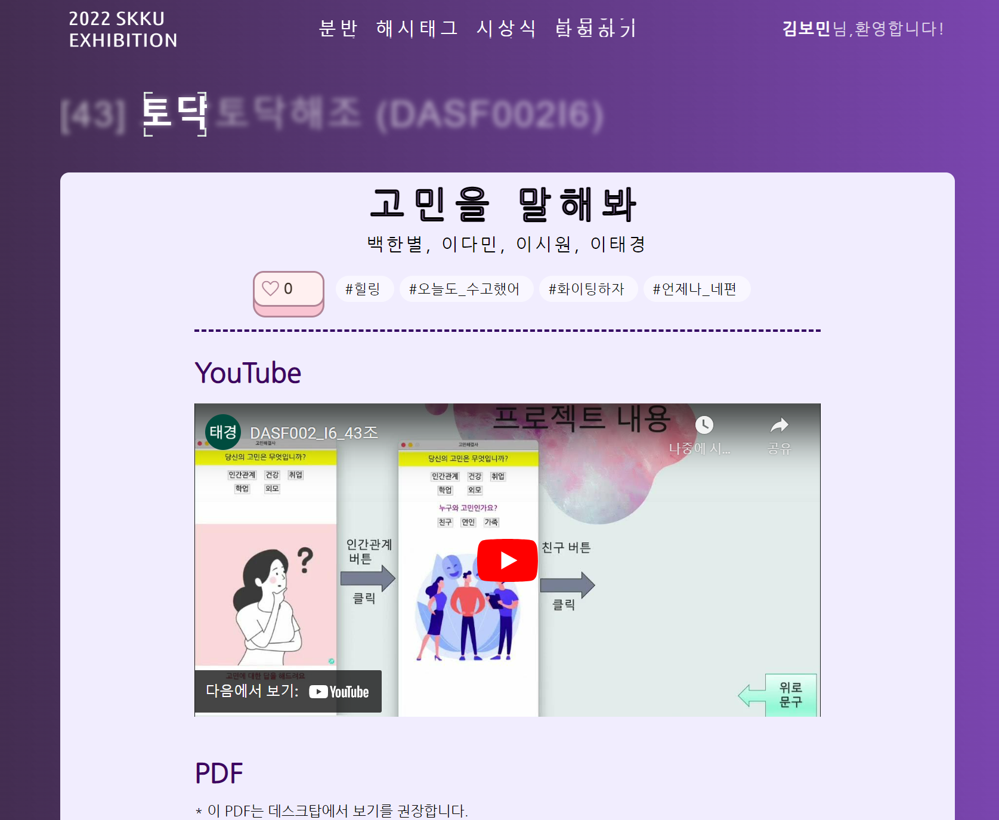 2022 SKKU
EXHIBITION
분반 해시태그 시상식
김보민님,환영합니다!
[43] 토닥토닥해조 (DASF002I6)
고민을 말해봐
백한별, 이다민, 이시원, 이태경
0 #힐링 #오늘도_수고했어 #화이팅하자 #언제나_네편
YouTube
프로젝트 내용
태경 DASF002_I6_43조
나중에 시...
공유
고민해결사
당신의 고민은 무엇입니까?
인간관계 건강 취업
학업 외모
?
고민에 대한 답을 해드려요
인간관계
버튼
클릭
고민해결사
당신의 고민은 무엇입니까?
인간관계 건강 취업
학업 외모
누구와 고민인가요?
친구 연인 가족
친구 버튼
클릭
위로
문구
다음에서 보기: YouTube
PDF
* 이 PDF는 데스크탑에서 보기를 권장합니다.